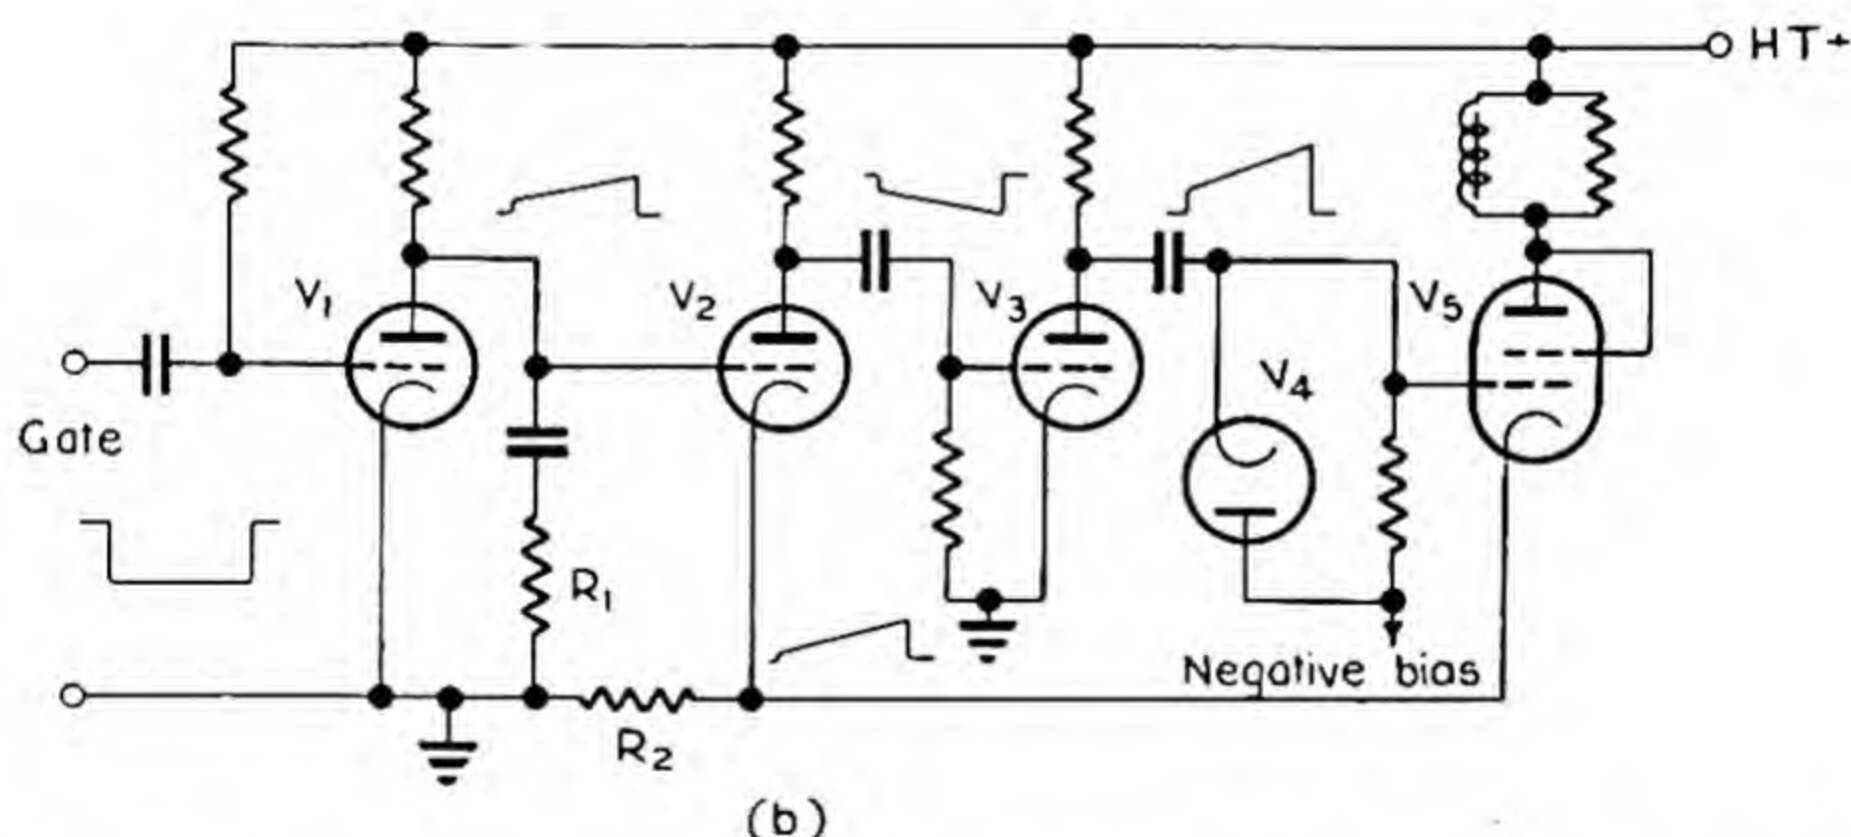 HT+
V₁
V₂
V₃
V₄
V₅
Gate
R₁
R₂
Negative bias
(b)